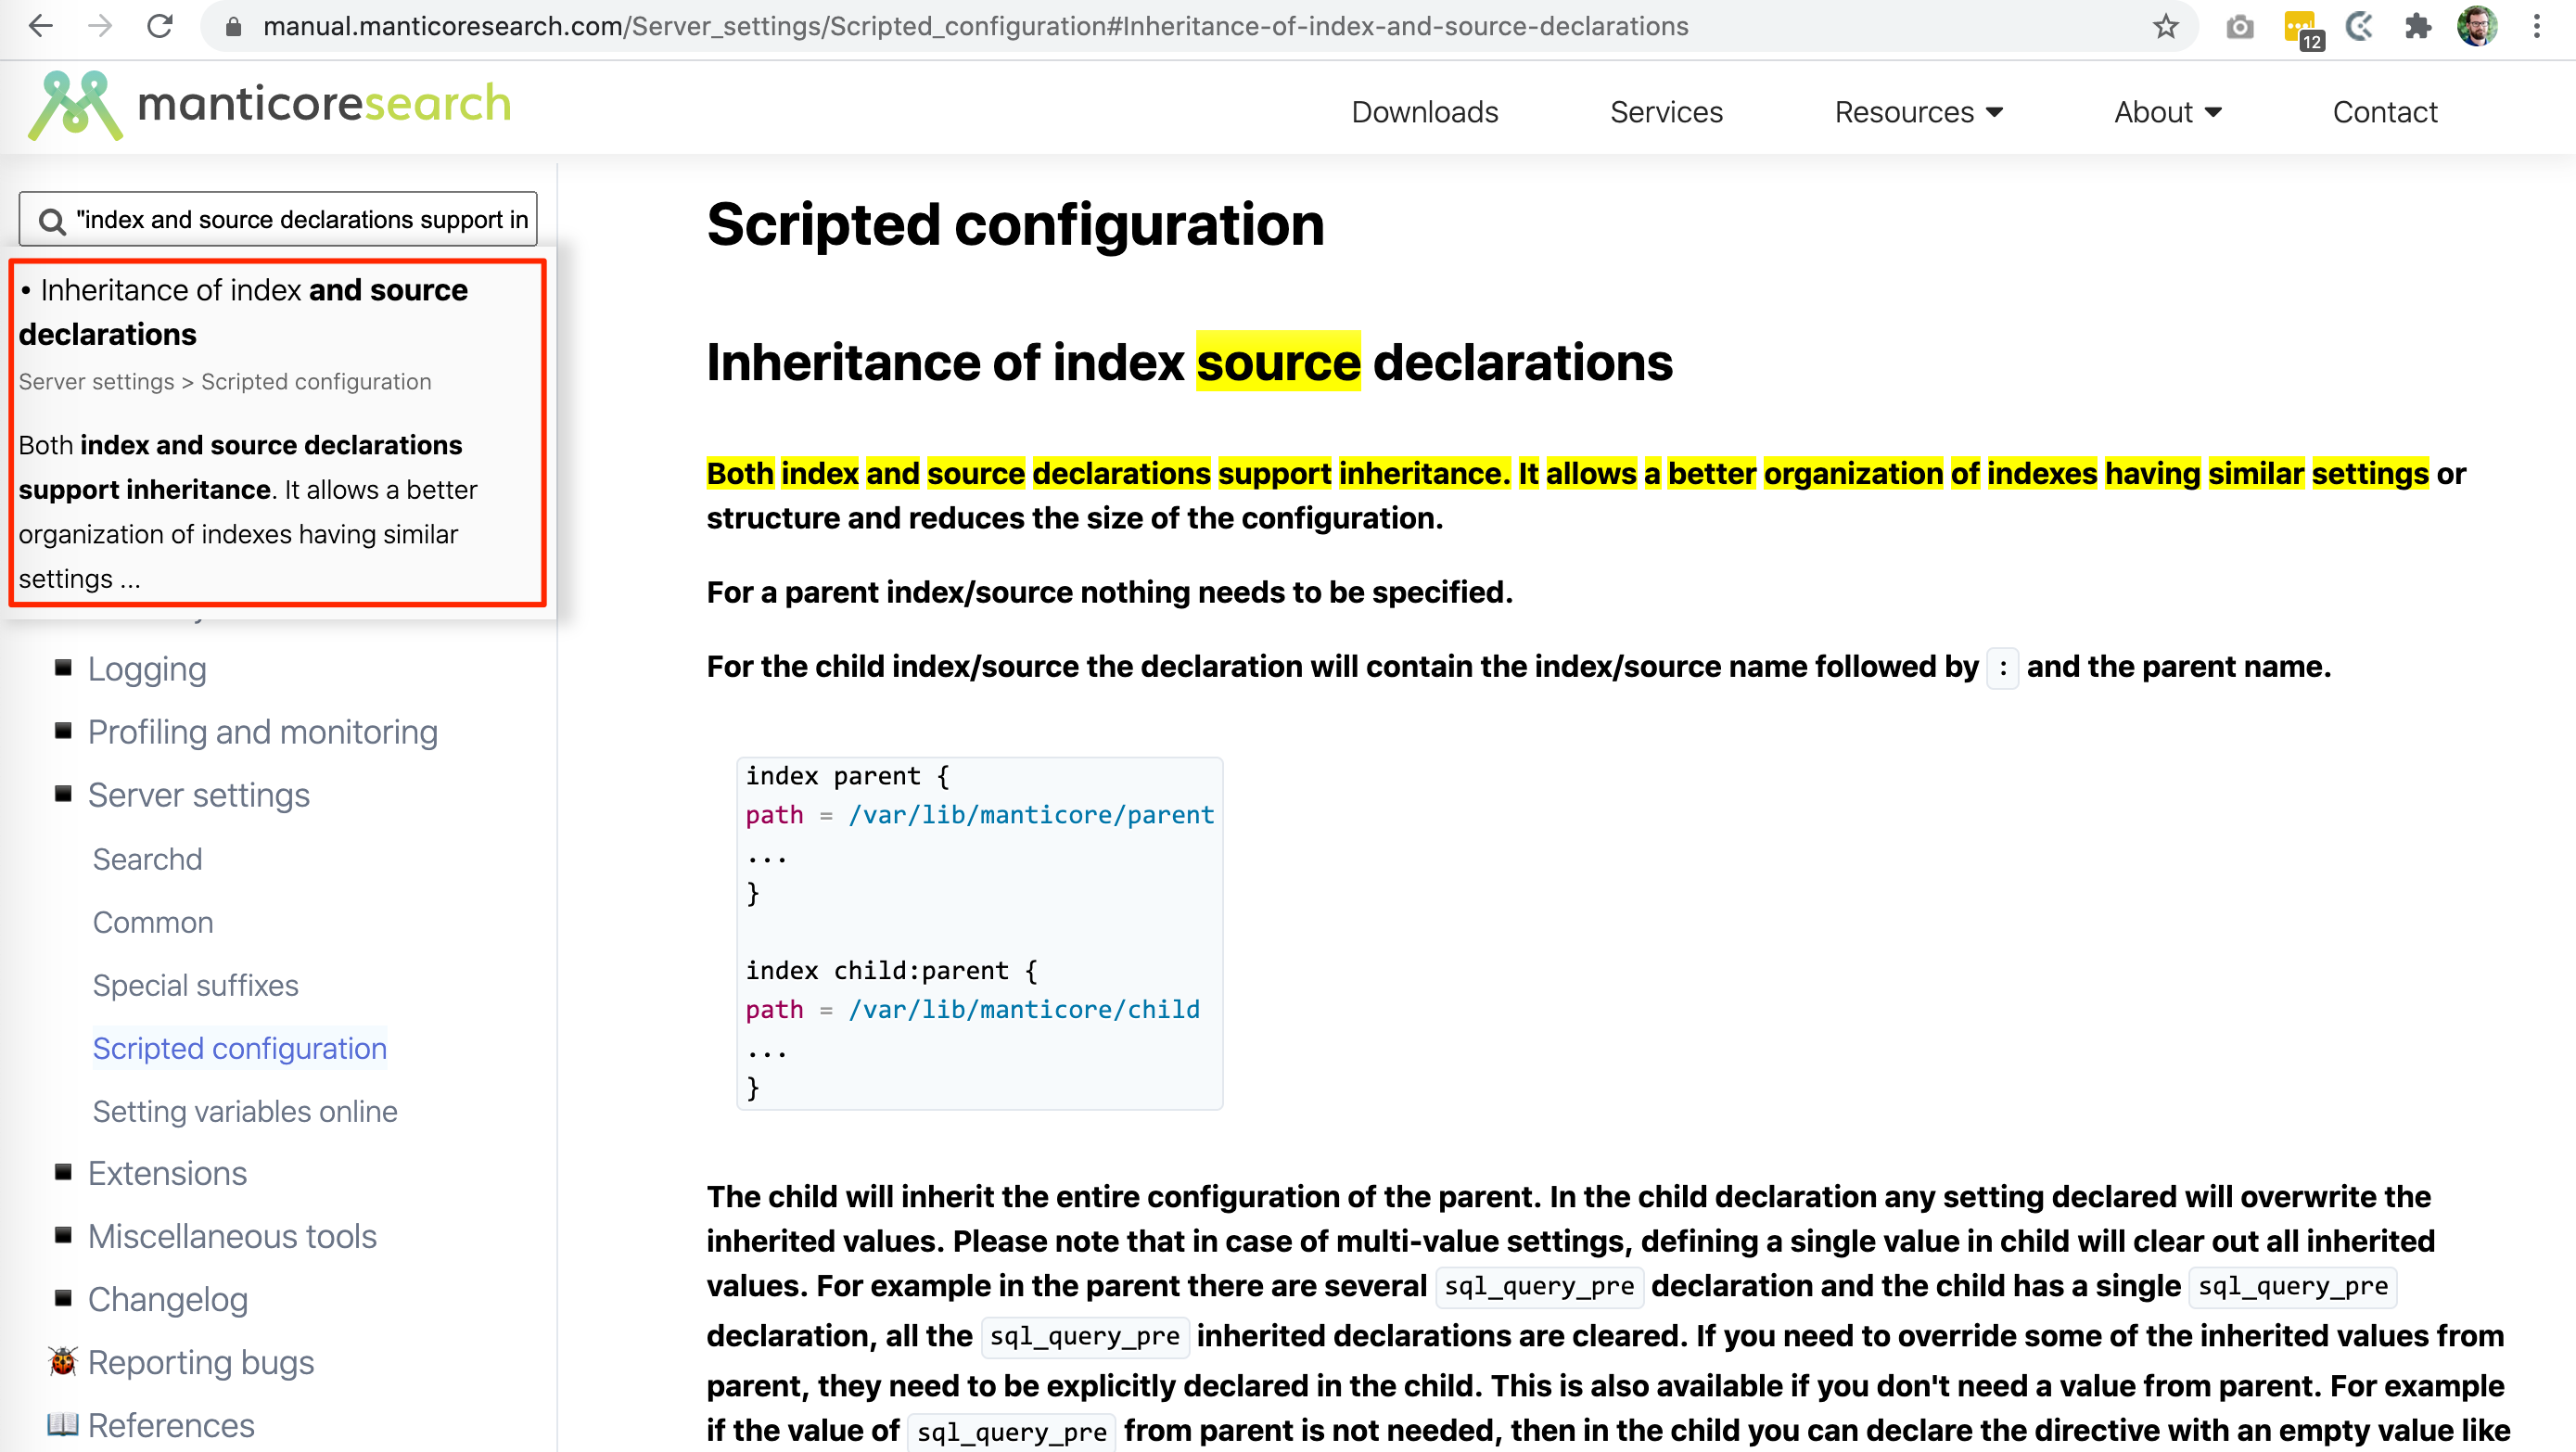 manual.manticoresearch.com/Server_settings/Scripted_configuration#Inheritance-of-index-and-source-declarations
12
manticoresearch
Downloads
Services
Resources
About
Contact
"index and source declarations support in
• Inheritance of index and source
declarations
Server settings > Scripted configuration
Both index and source declarations
support inheritance. It allows a better
organization of indexes having similar
settings ...
Logging
Profiling and monitoring
Server settings
Searchd
Common
Special suffixes
Scripted configuration
Setting variables online
Extensions
Miscellaneous tools
Changelog
Reporting bugs
References
Scripted configuration
Inheritance of index source declarations
Both index and source declarations support inheritance. It allows a better organization of indexes having similar settings or
structure and reduces the size of the configuration.
For a parent index/source nothing needs to be specified.
For the child index/source the declaration will contain the index/source name followed by : and the parent name.
index parent {
path = /var/lib/manticore/parent
...
}
index child:parent {
path = /var/lib/manticore/child
...
}
The child will inherit the entire configuration of the parent. In the child declaration any setting declared will overwrite the
inherited values. Please note that in case of multi-value settings, defining a single value in child will clear out all inherited
values. For example in the parent there are several sql_query_pre declaration and the child has a single sql_query_pre
declaration, all the sql_query_pre inherited declarations are cleared. If you need to override some of the inherited values from
parent, they need to be explicitly declared in the child. This is also available if you don't need a value from parent. For example
if the value of sql_query_pre from parent is not needed, then in the child you can declare the directive with an empty value like